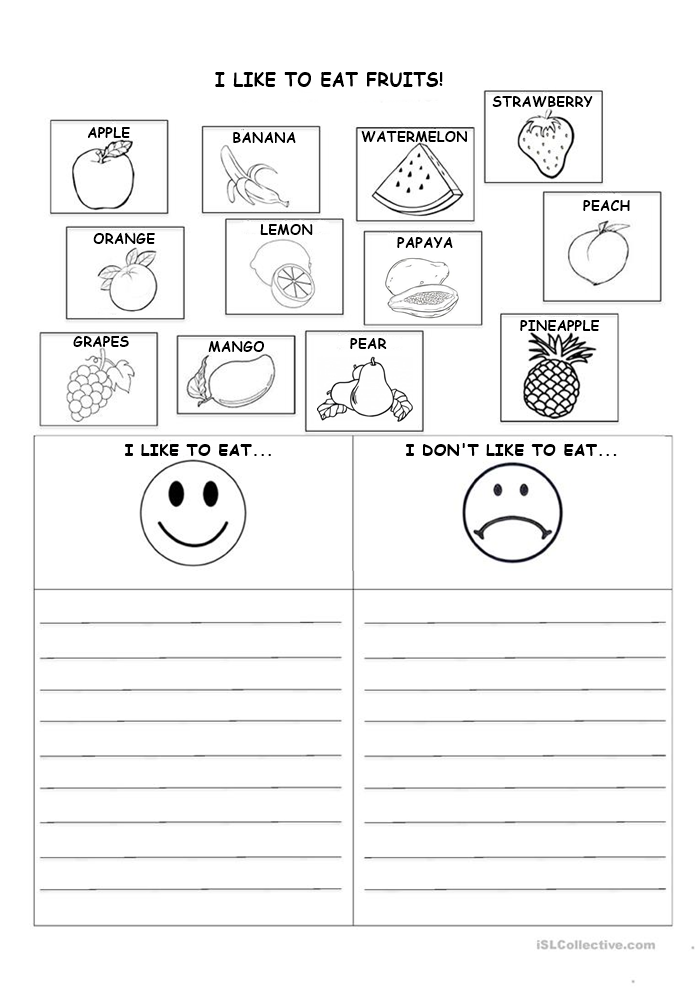 I LIKE TO EAT FRUITS!
STRAWBERRY
APPLE
BANANA
WATERMELON
PEACH
ORANGE
LEMON
PAPAYA
GRAPES
MANGO
PEAR
PINEAPPLE
I LIKE TO EAT...
I DON'T LIKE TO EAT...
iSLCollective.com